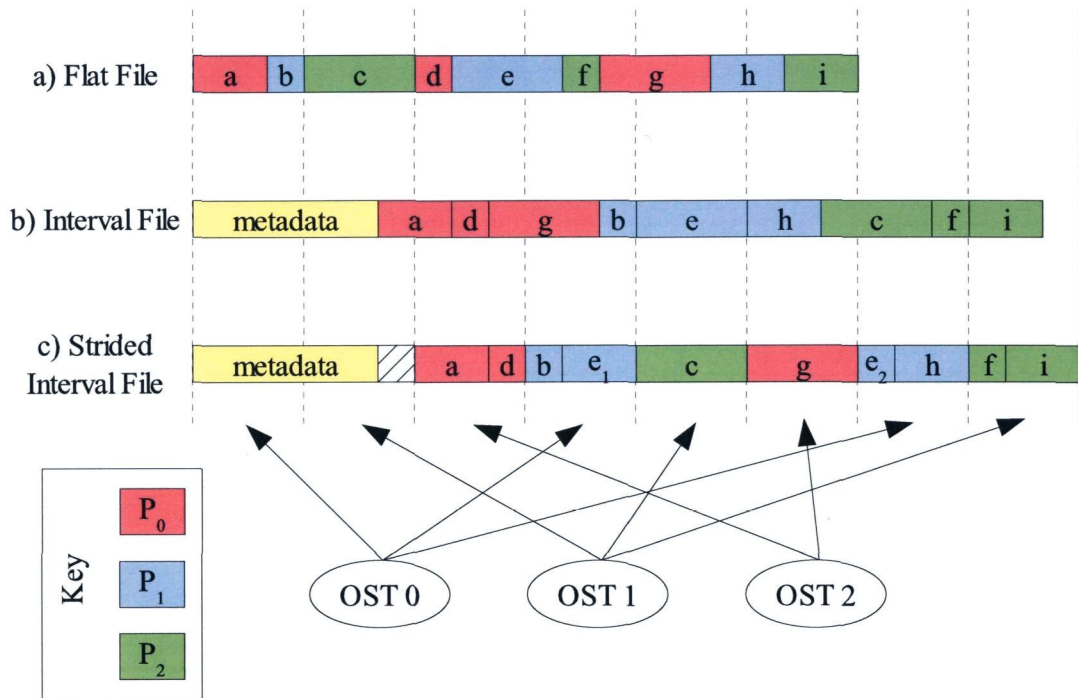 a) Flat File a b c d e f g h i
b) Interval File metadata a d g b e h c f i
c) Strided
Interval File
metadata a d b e₁ c g e₂ h f i
Key
P₀
P₁
P₂
OST 0 OST 1 OST 2